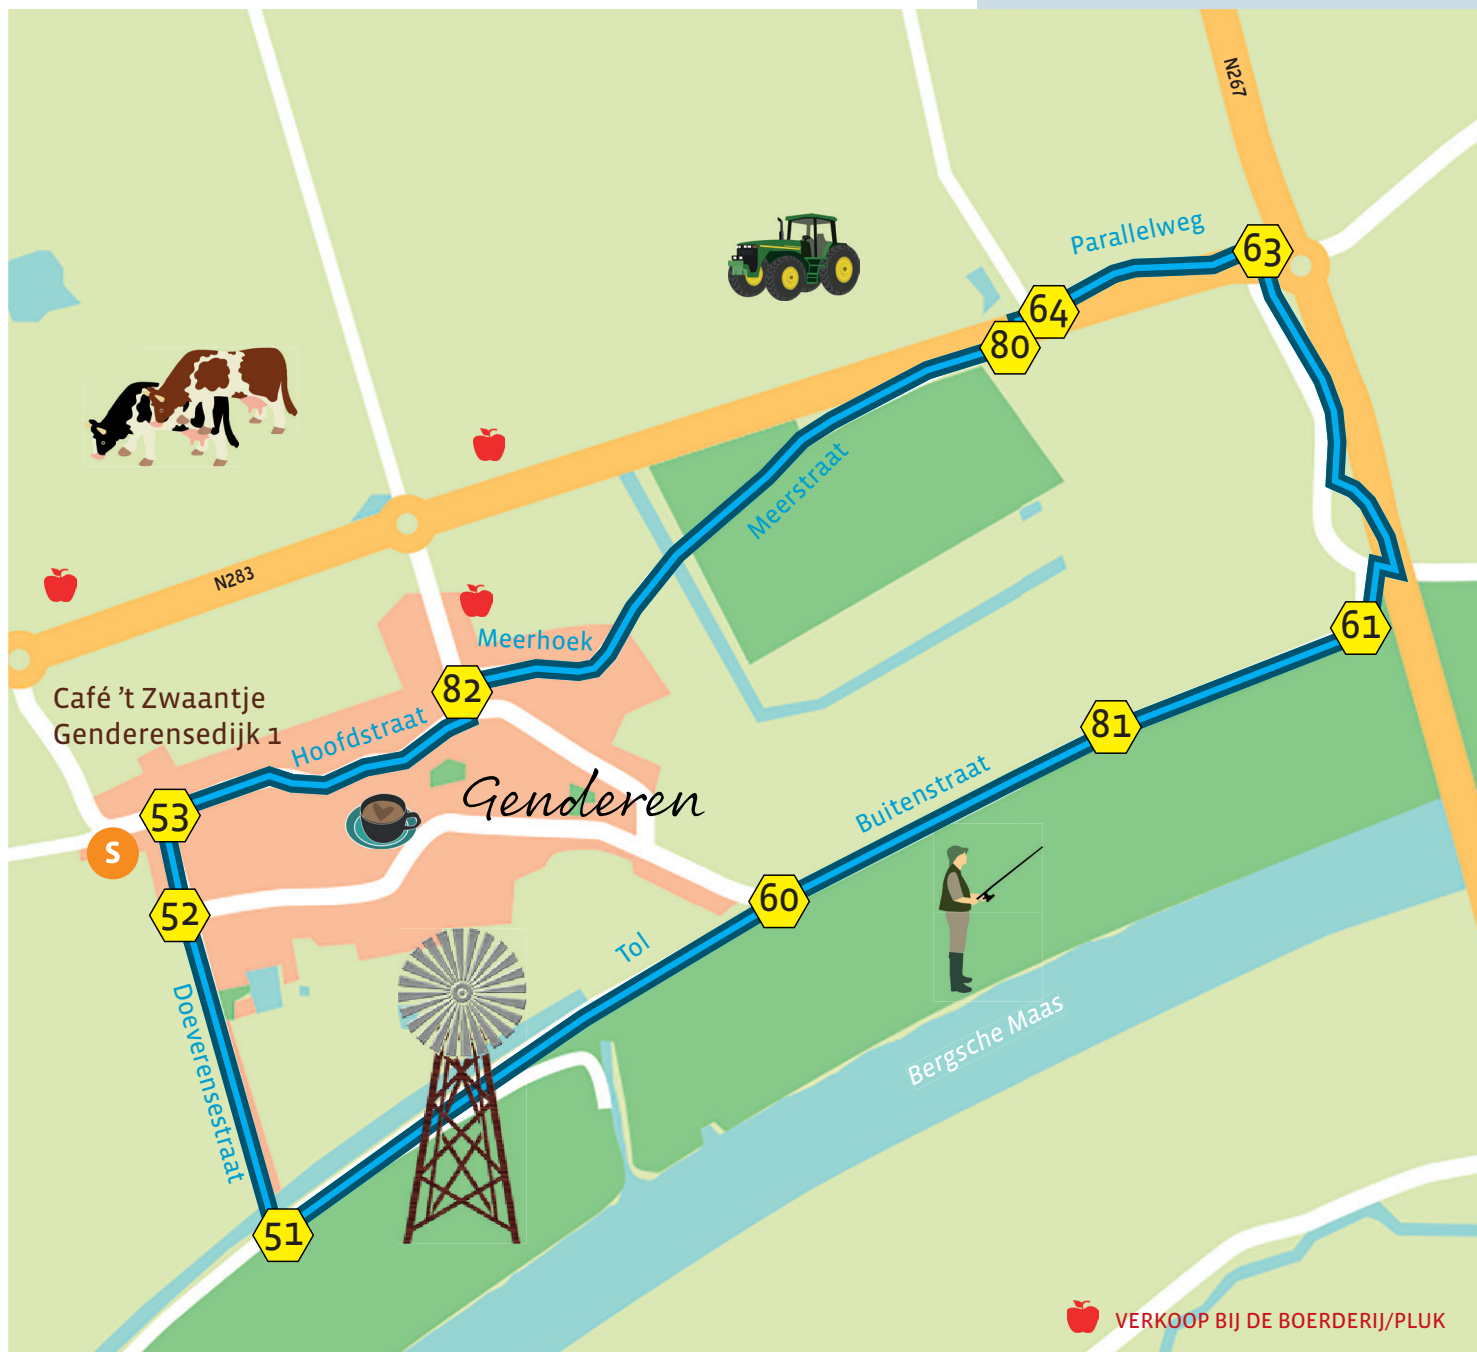 N267
Parallelweg
63
64
80
Meerstraat
N283
61
Meerhoek
82
Café ’t Zwaantje
Genderensedijk 1
Hoofdstraat
81
Buitenstraat
Genderen
53
S
60
52
Tol
Doeverensestraat
Bergsche Maas
51
VERKOOP BIJ DE BOERDERIJ/PLUK